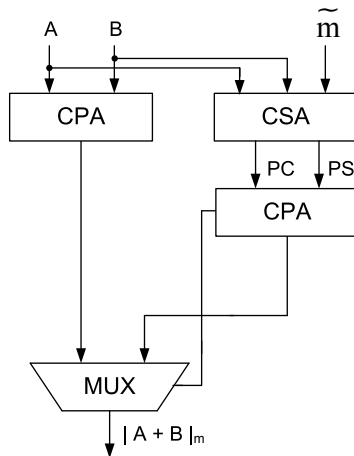 A B m̃
CPA CSA
PC PS
CPA
MUX
| A + B |ₘ